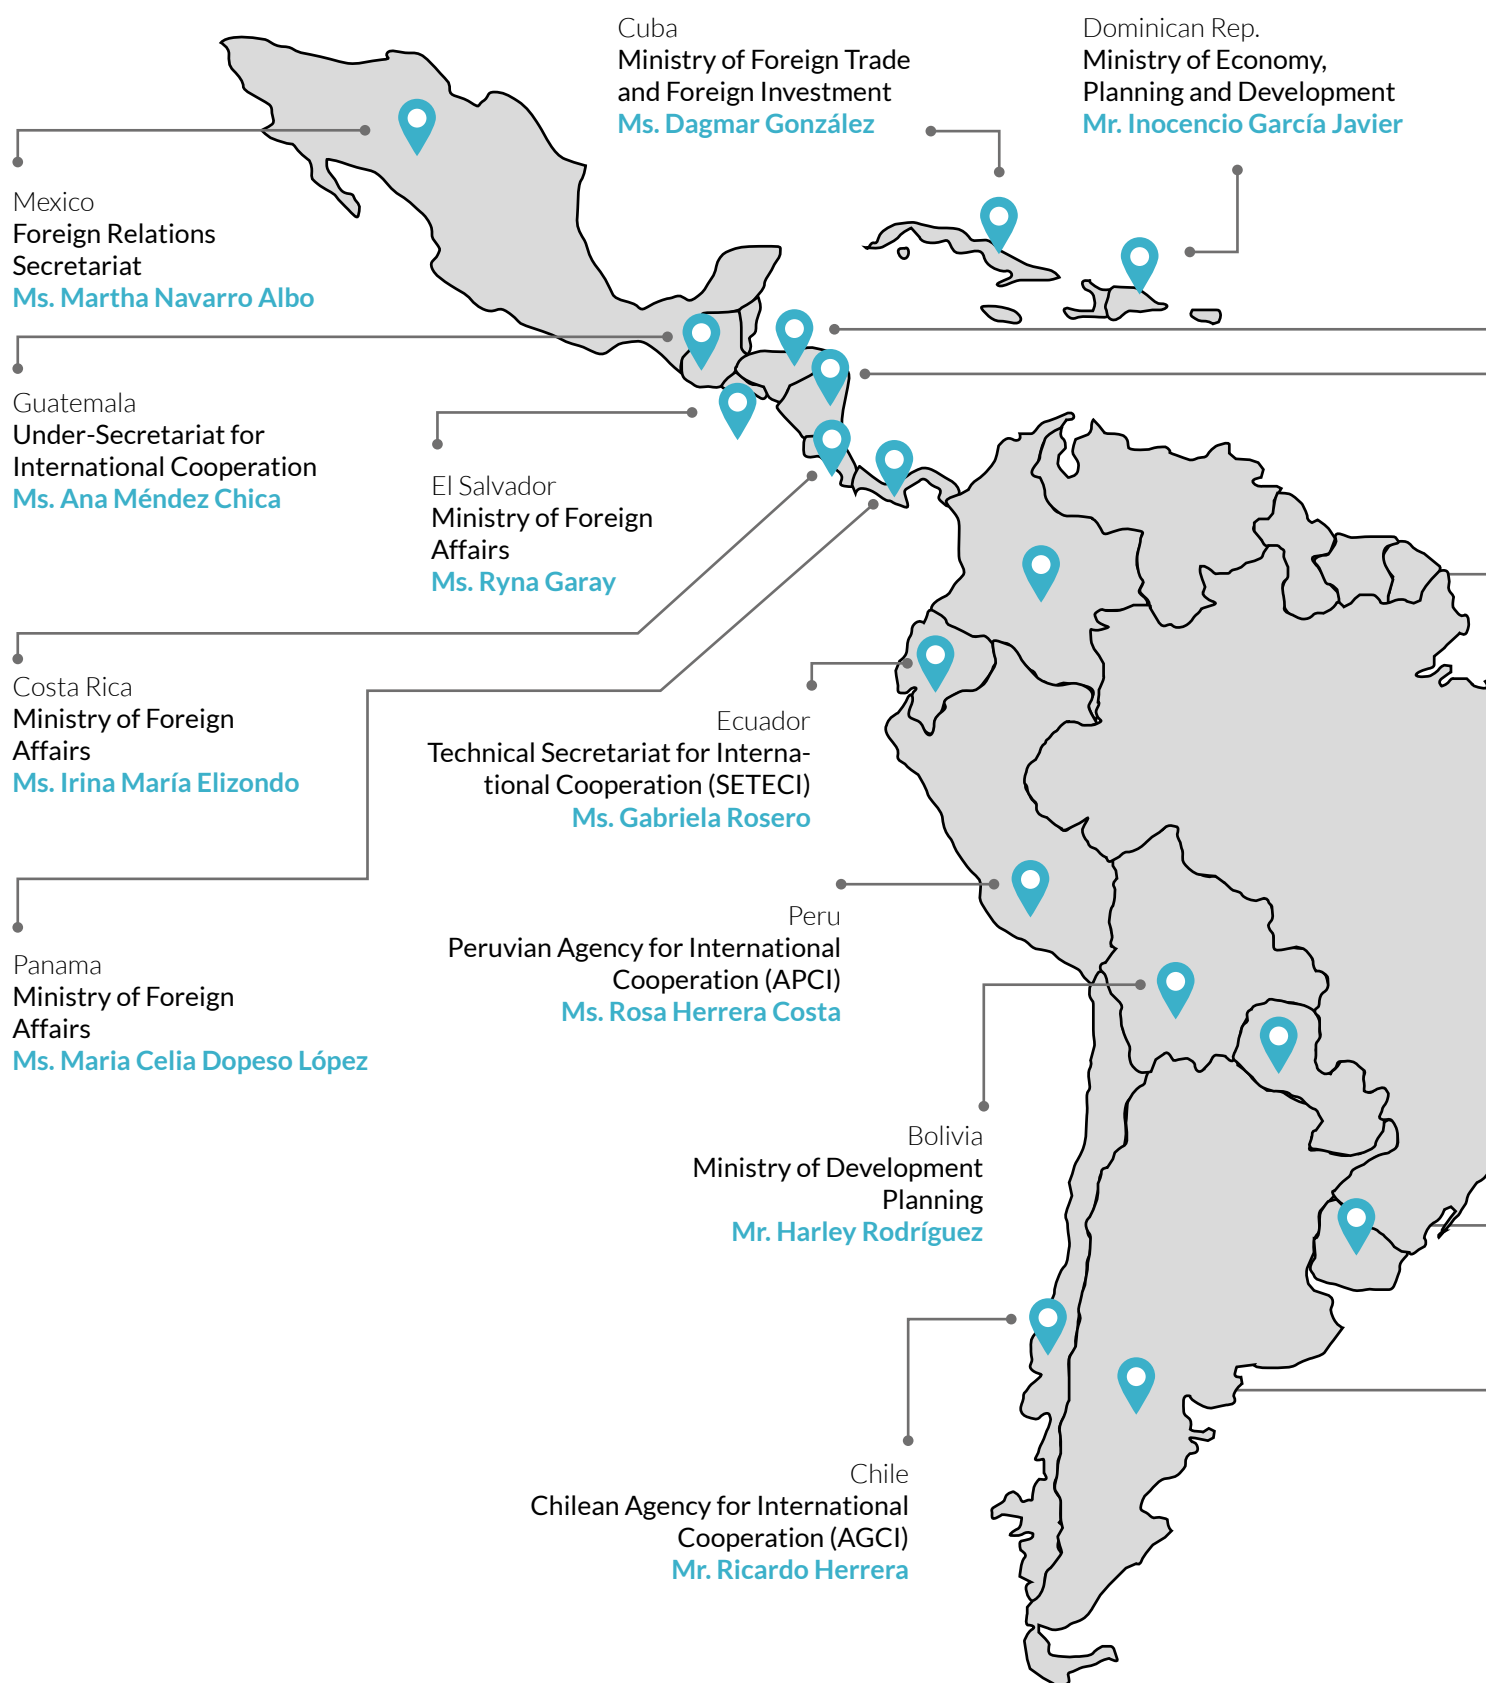 Cuba
Ministry of Foreign Trade
and Foreign Investment
Ms. Dagmar González
Dominican Rep.
Ministry of Economy,
Planning and Development
Mr. Inocencio García Javier
Mexico
Foreign Relations
Secretariat
Ms. Martha Navarro Albo
Guatemala
Under-Secretariat for
International Cooperation
Ms. Ana Méndez Chica
El Salvador
Ministry of Foreign
Affairs
Ms. Ryna Garay
Costa Rica
Ministry of Foreign
Affairs
Ms. Irina María Elizondo
Ecuador
Technical Secretariat for Interna-
tional Cooperation (SETECI)
Ms. Gabriela Rosero
Peru
Peruvian Agency for International
Cooperation (APCI)
Ms. Rosa Herrera Costa
Panama
Ministry of Foreign
Affairs
Ms. Maria Celia Dopeso López
Bolivia
Ministry of Development
Planning
Mr. Harley Rodríguez
Chile
Chilean Agency for International
Cooperation (AGCI)
Mr. Ricardo Herrera